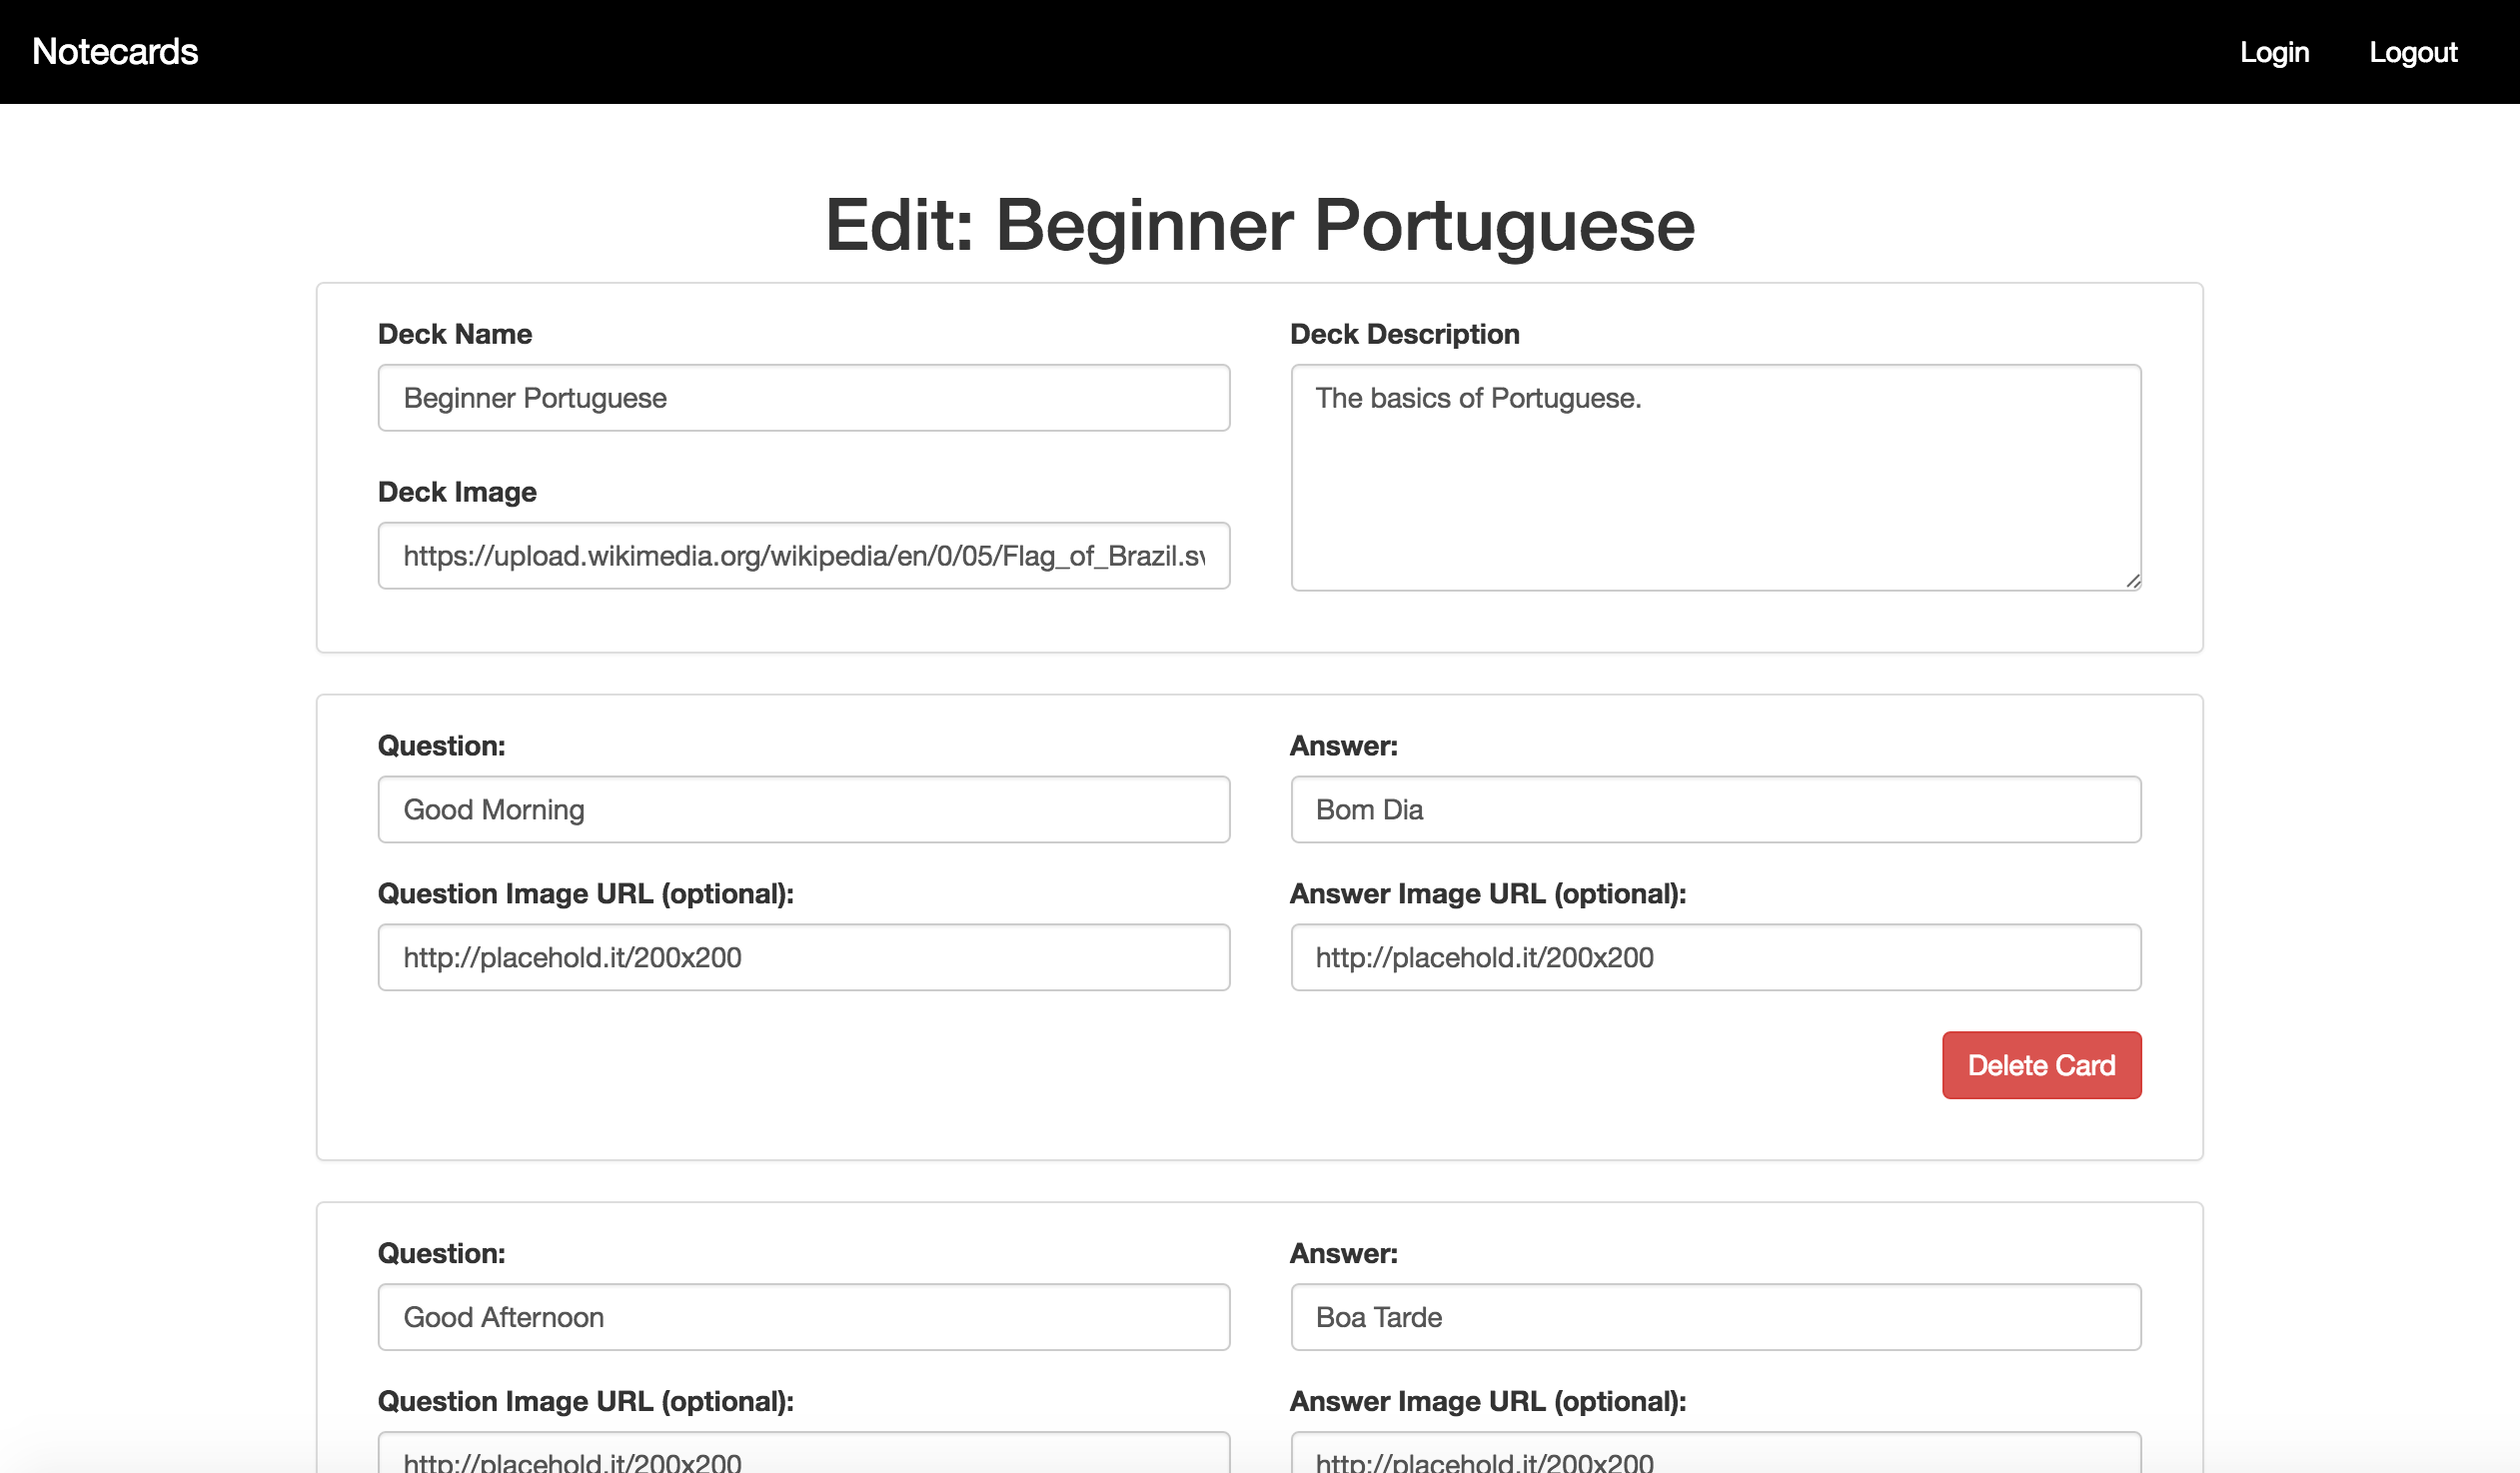 Notecards
Login
Logout
Edit: Beginner Portuguese
Deck Name
Beginner Portuguese
Deck Description
The basics of Portuguese.
Deck Image
https://upload.wikimedia.org/wikipedia/en/0/05/Flag_of_Brazil.sv
Question:
Good Morning
Answer:
Bom Dia
Question Image URL (optional):
http://placehold.it/200x200
Answer Image URL (optional):
http://placehold.it/200x200
Delete Card
Question:
Good Afternoon
Answer:
Boa Tarde
Question Image URL (optional):
http://placehold.it/200x200
Answer Image URL (optional):
http://placehold.it/200x200